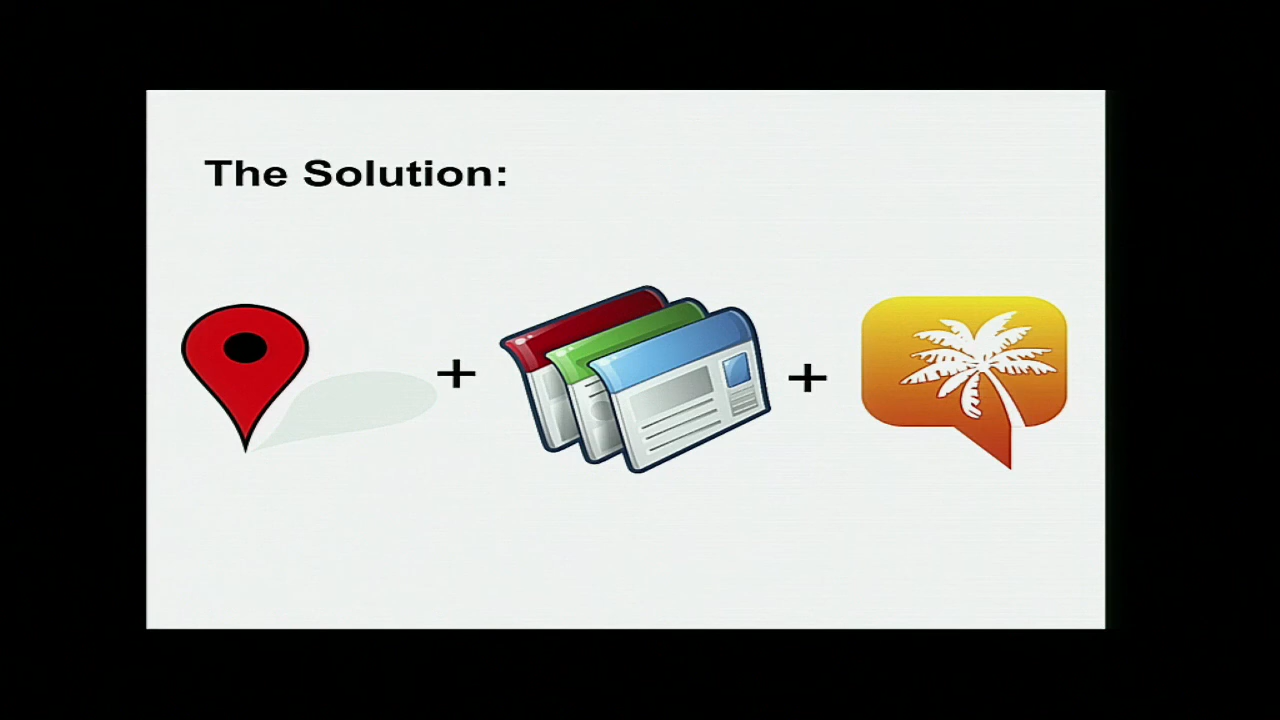 The Solution:
+ +